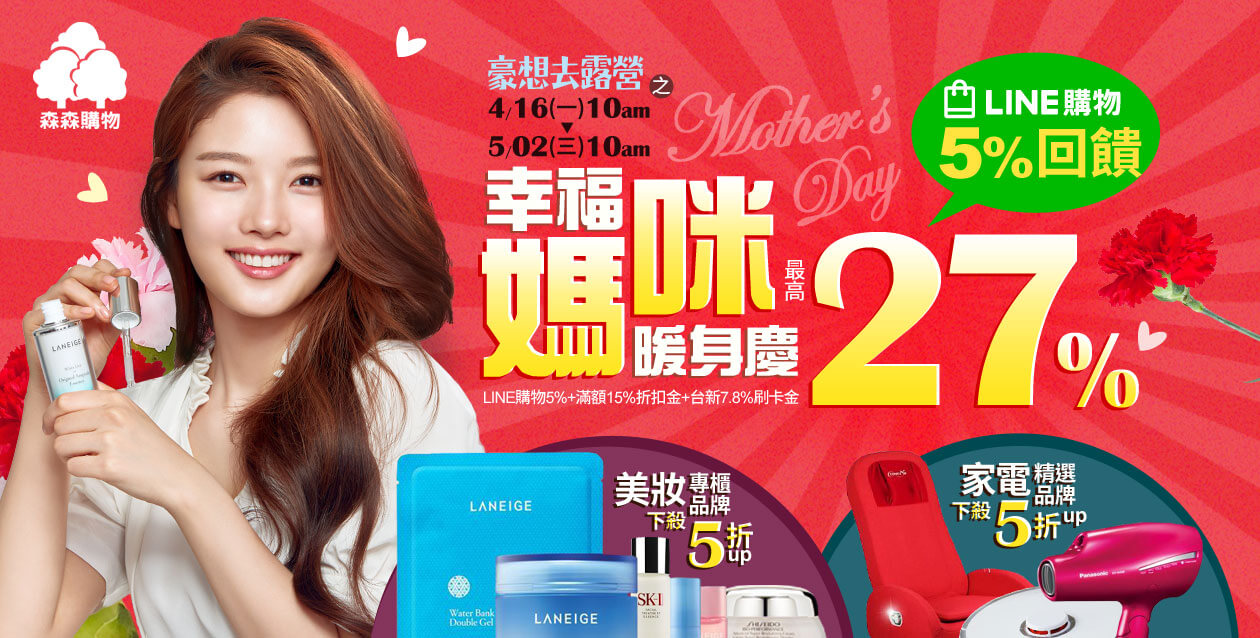 森森購物
豪想去露營之
4/16(一)10am
5/02(三)10am
Mother's
Day
LINE購物
5%回饋
幸福
媽咪
暖身慶
最高
27%
LINE購物5%+滿額15%折扣金+台新7.8%刷卡金
LANEIGE
LANEIGE
Water Bank
Double Gel
LANEIGE
美妝專櫃品牌
下殺5折up
SK-II
SHISEIDO
BIO-PERFORMANCE
家電精選品牌
下殺5折up
Panasonic